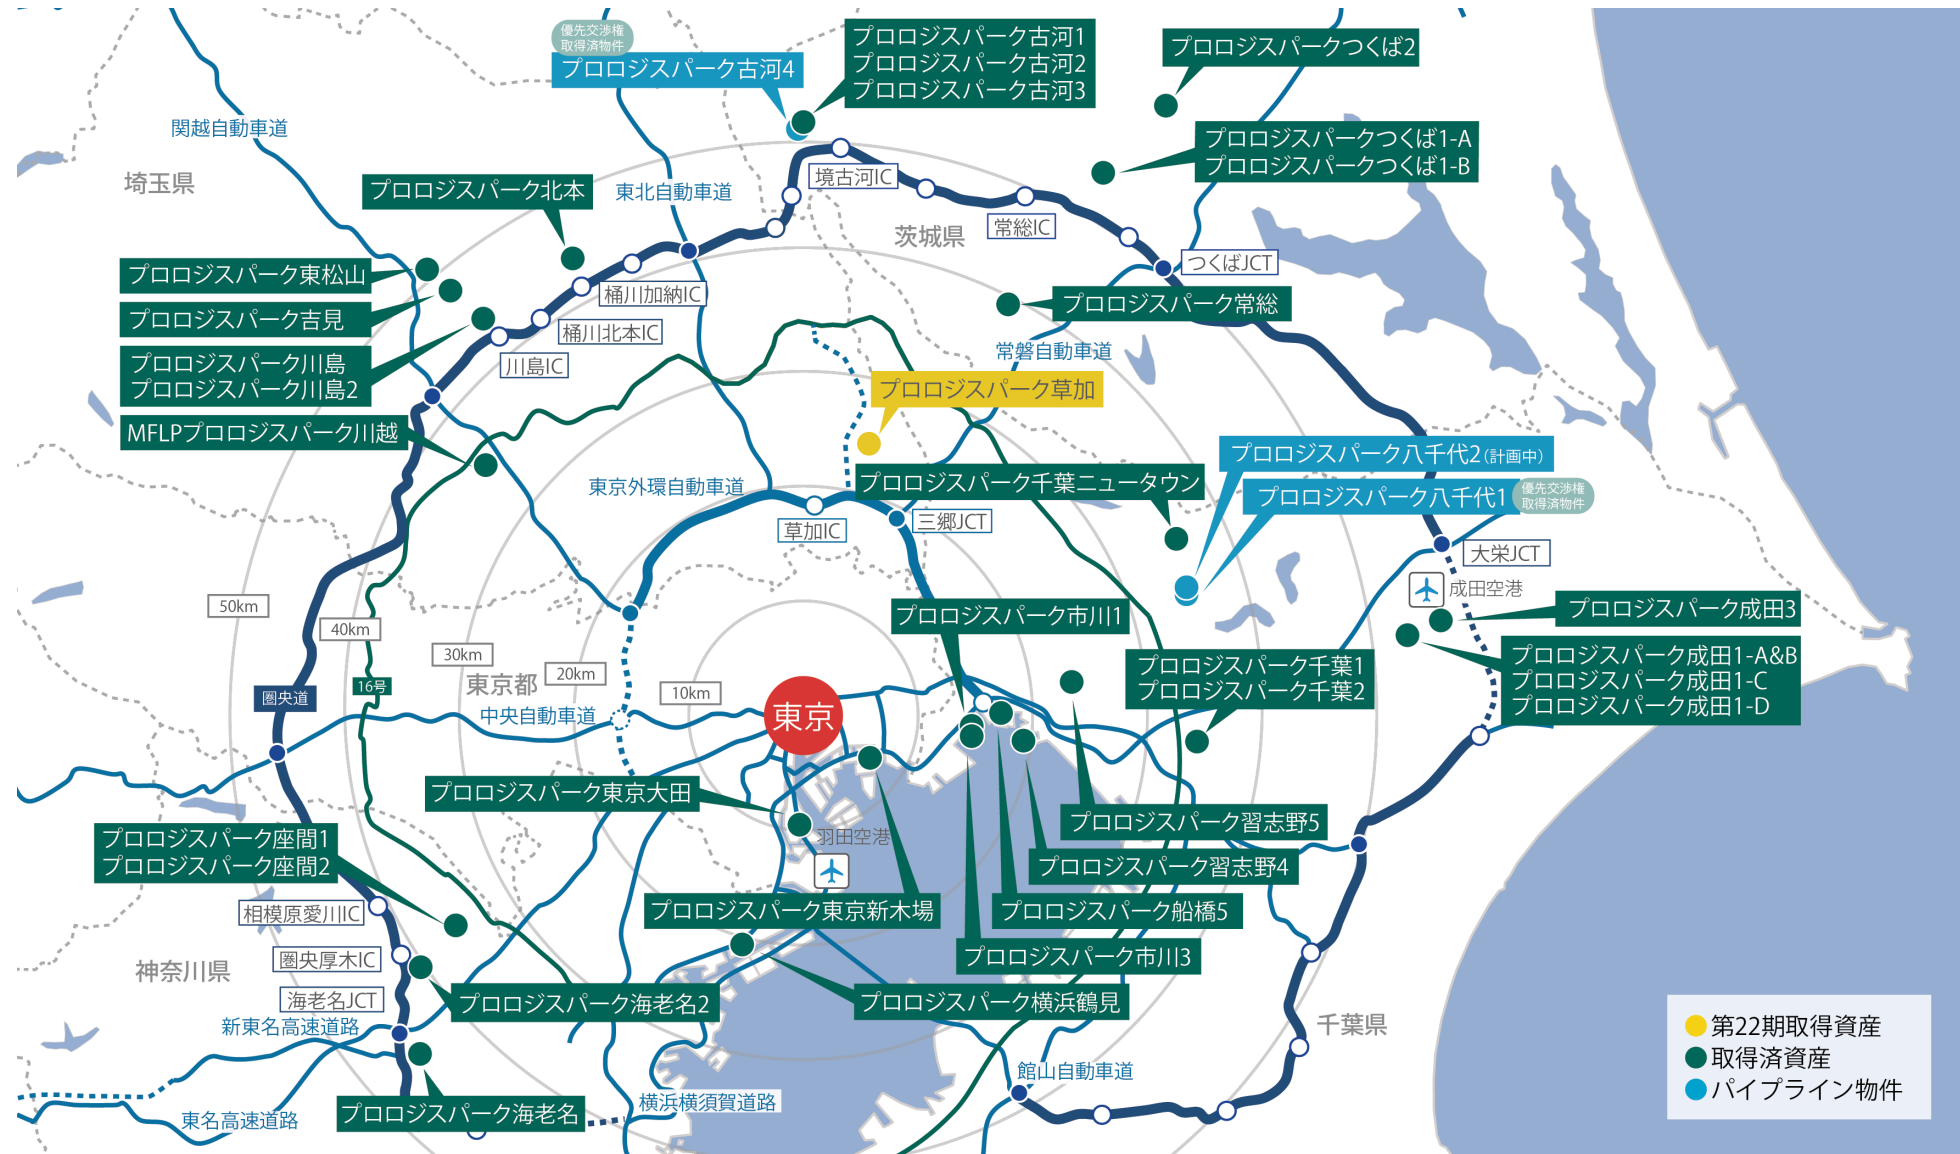 優先交渉権
取得済物件
プロロジスパーク古河4
プロロジスパーク古河1
プロロジスパーク古河2
プロロジスパーク古河3
プロロジスパークつくば2
プロロジスパークつくば1-A
プロロジスパークつくば1-B
関越自動車道
埼玉県
プロロジスパーク北本
東北自動車道
境古河IC
茨城県
常総IC
つくばJCT
プロロジスパーク東松山
プロロジスパーク吉見
プロロジスパーク川島
プロロジスパーク川島2
MFLPプロロジスパーク川越
桶川加納IC
桶川北本IC
川島IC
プロロジスパーク常総
常磐自動車道
プロロジスパーク草加
東京外環自動車道
草加IC
三郷JCT
プロロジスパーク千葉ニュータウン
プロロジスパーク八千代2(計画中)
プロロジスパーク八千代1
優先交渉権
取得済物件
大栄JCT
成田空港
プロロジスパーク成田3
プロロジスパーク成田1-A&B
プロロジスパーク成田1-C
プロロジスパーク成田1-D
50km
40km
30km
20km
10km
圏央道
16号
東京都
中央自動車道
東京
プロロジスパーク市川1
プロロジスパーク千葉1
プロロジスパーク千葉2
プロロジスパーク東京大田
羽田空港
プロロジスパーク習志野5
プロロジスパーク習志野4
プロロジスパーク船橋5
プロロジスパーク市川3
プロロジスパーク東京新木場
プロロジスパーク横浜鶴見
プロロジスパーク座間1
プロロジスパーク座間2
相模原愛川IC
圏央厚木IC
海老名JCT
神奈川県
プロロジスパーク海老名2
新東名高速道路
東名高速道路
プロロジスパーク海老名
横浜横須賀道路
館山自動車道
千葉県
第22期取得資産
取得済資産
パイプライン物件